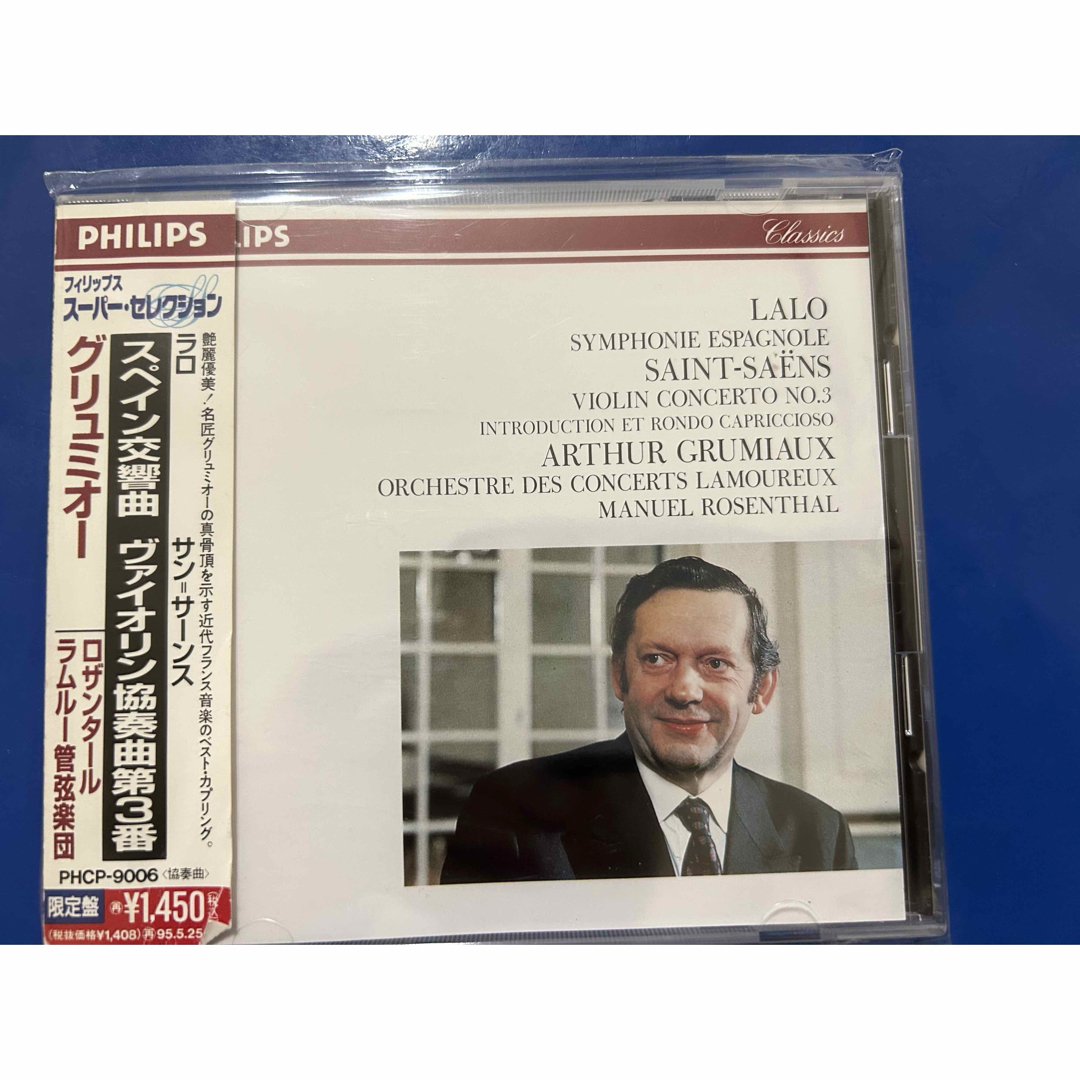 PHILIPS
フィリップス
スーパー・セレクション
艶麗優美!名匠グリュミオーの真骨頂を示す近代フランス音楽のベスト・カプリング。
ラロ サン=サーンス
スペイン交響曲 ヴァイオリン協奏曲第3番
グリュミオー
ロザンタール
ラムルー管弦楽団
PHCP-9006〈協奏曲〉
限定盤 再 ¥1,450 (税込)
(税抜価格¥1,408) 再 95.5.25
LIPS
Classics
LALO
SYMPHONIE ESPAGNOLE
SAINT-SAËNS
VIOLIN CONCERTO NO.3
INTRODUCTION ET RONDO CAPRICCIOSO
ARTHUR GRUMIAUX
ORCHESTRE DES CONCERTS LAMOUREUX
MANUEL ROSENTHAL